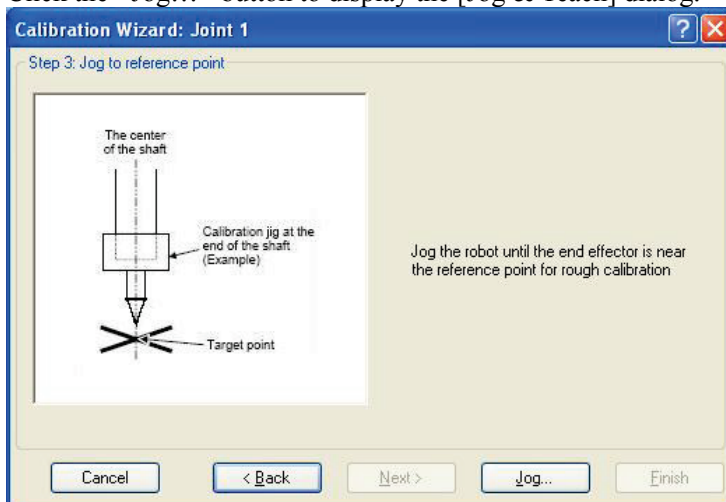 Click the "Jog..." button to display the [Jog & Teach] dialog.
Calibration Wizard: Joint 1
Step 3: Jog to reference point
The center
of the shaft
Calibration jig at the
end of the shaft
(Example)
Target point
Jog the robot until the end effector is near
the reference point for rough calibration
Cancel
< Back
Next >
Jog...
Finish